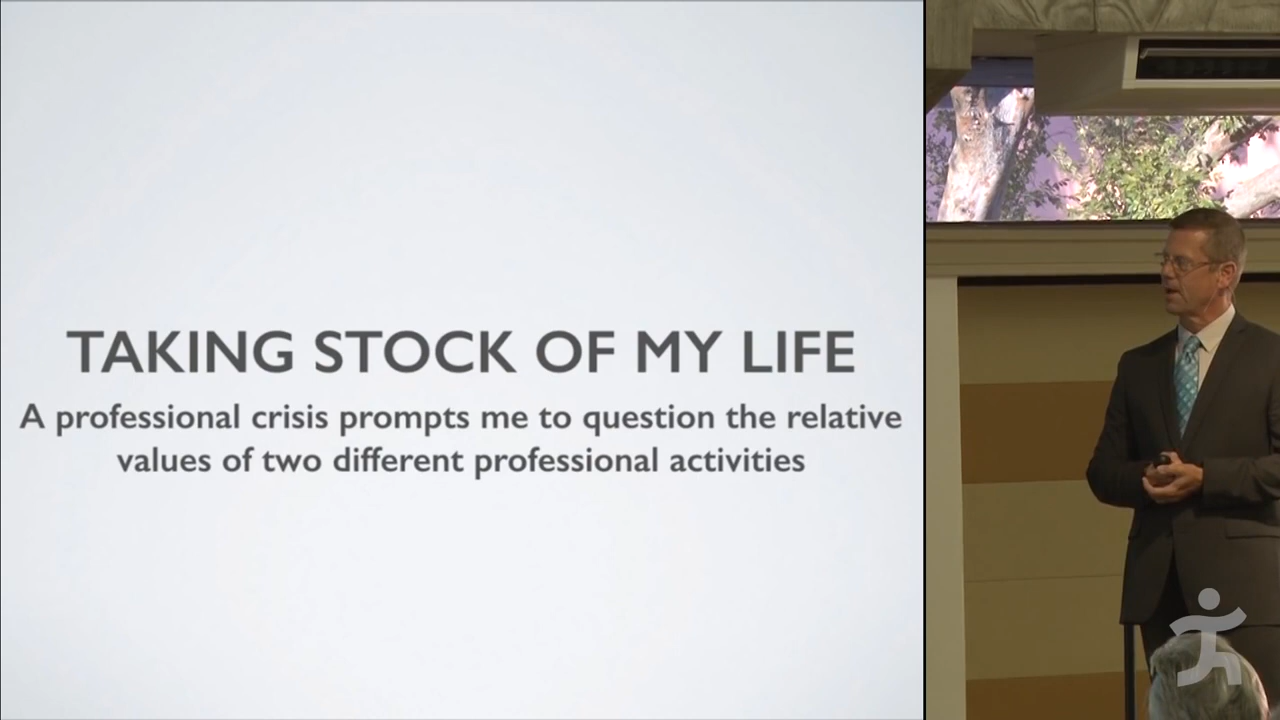 TAKING STOCK OF MY LIFE
A professional crisis prompts me to question the relative
values of two different professional activities